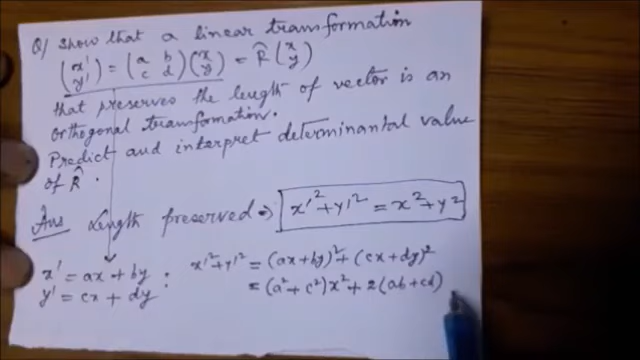 Q/ Show that a linear transformation
(x' y') = (a b c d) (x y) = R̂ (x y)
that preserves the length of vector is an
orthogonal transformation.
Predict and interpret determinantal value
of R̂ .
Ans Length preserved ⇒ x'² + y'² = x² + y²
x' = ax + by ; x'² + y'² = (ax + by)² + (cx + dy)²
y' = cx + dy = (a² + c²) x² + 2(ab + cd)